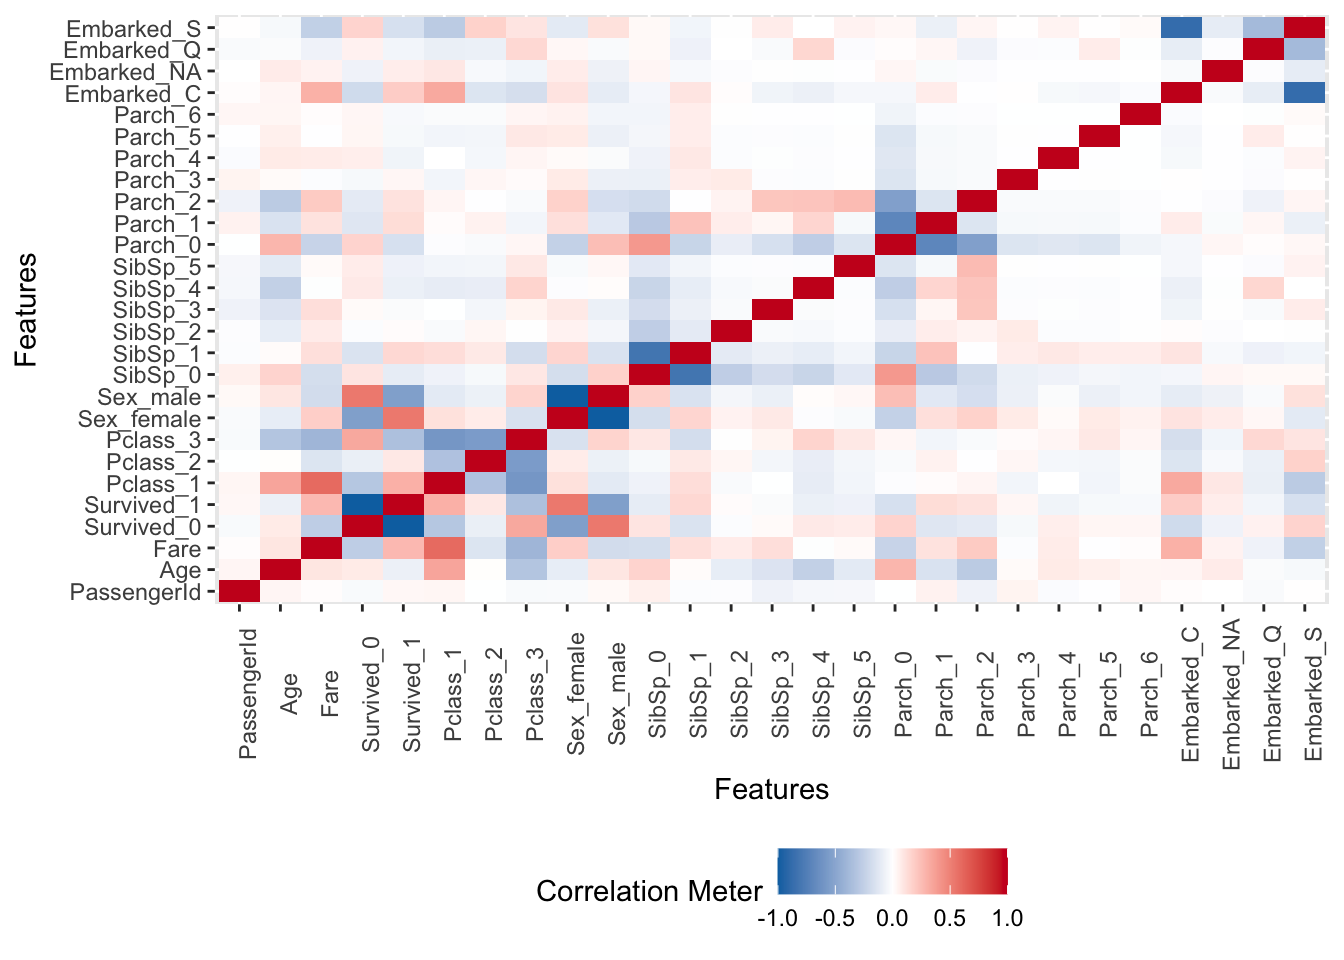 Embarked_S
Embarked_Q
Embarked_NA
Embarked_C
Parch_6
Parch_5
Parch_4
Parch_3
Parch_2
Parch_1
Parch_0
SibSp_5
SibSp_4
SibSp_3
SibSp_2
SibSp_1
SibSp_0
Sex_male
Sex_female
Pclass_3
Pclass_2
Pclass_1
Survived_1
Survived_0
Fare
Age
PassengerId
Features
PassengerId
Age
Fare
Survived_0
Survived_1
Pclass_1
Pclass_2
Pclass_3
Sex_female
Sex_male
SibSp_0
SibSp_1
SibSp_2
SibSp_3
SibSp_4
SibSp_5
Parch_0
Parch_1
Parch_2
Parch_3
Parch_4
Parch_5
Parch_6
Embarked_C
Embarked_NA
Embarked_Q
Embarked_S
Features
Correlation Meter
-1.0 -0.5 0.0 0.5 1.0